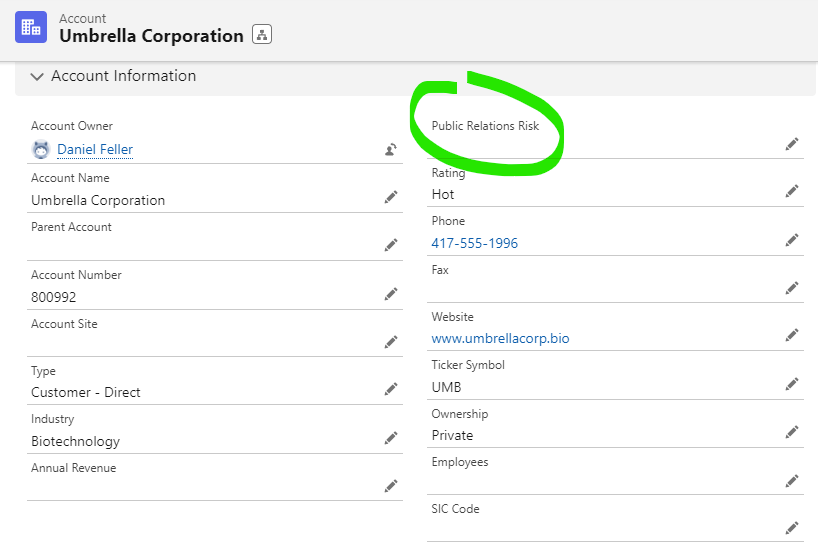 Account
Umbrella Corporation
Account Information
Account Owner
Daniel Feller
Account Name
Umbrella Corporation
Parent Account
Account Number
800992
Account Site
Type
Customer - Direct
Industry
Biotechnology
Annual Revenue
Public Relations Risk
Rating
Hot
Phone
417-555-1996
Fax
Website
www.umbrellacorp.bio
Ticker Symbol
UMB
Ownership
Private
Employees
SIC Code